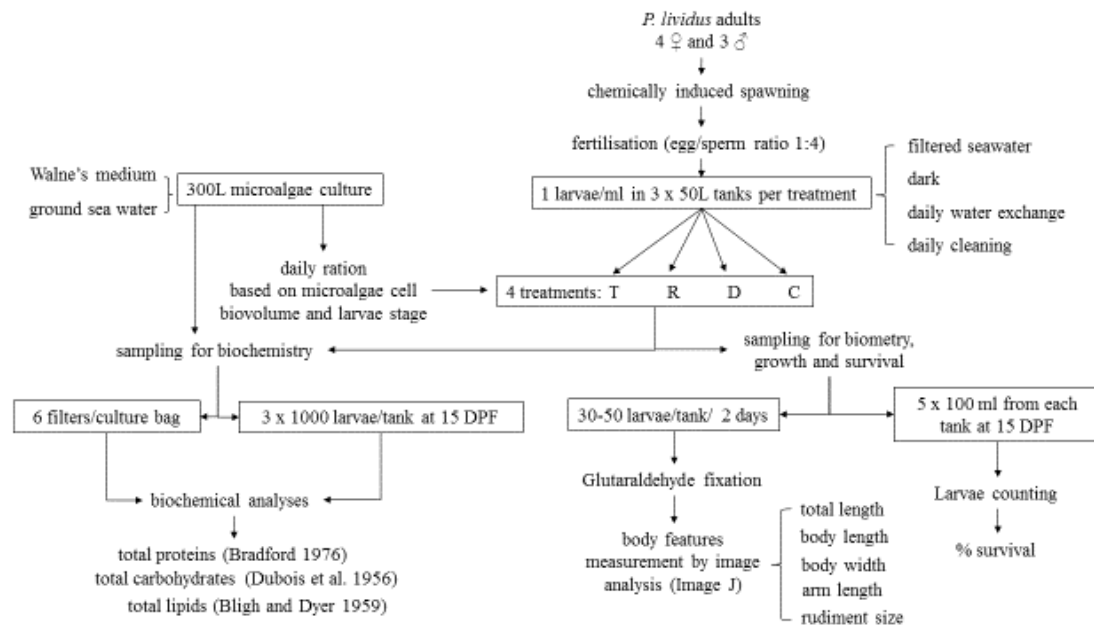 P. lividus adults
4 ♀ and 3 ♂
chemically induced spawning
fertilisation (egg/sperm ratio 1:4)
filtered seawater
dark
daily water exchange
daily cleaning
Walne's medium
ground sea water
300L microalgae culture
1 larvae/ml in 3 x 50L tanks per treatment
daily ration
based on microalgae cell
biovolume and larvae stage
4 treatments: T R D C
sampling for biochemistry
sampling for biometry,
growth and survival
6 filters/culture bag
3 x 1000 larvae/tank at 15 DPF
30-50 larvae/tank/ 2 days
5 x 100 ml from each
tank at 15 DPF
biochemical analyses
Glutaraldehyde fixation
Larvae counting
total proteins (Bradford 1976)
total carbohydrates (Dubois et al. 1956)
total lipids (Bligh and Dyer 1959)
body features
measurement by image
analysis (Image J)
total length
body length
body width
arm length
rudiment size
% survival